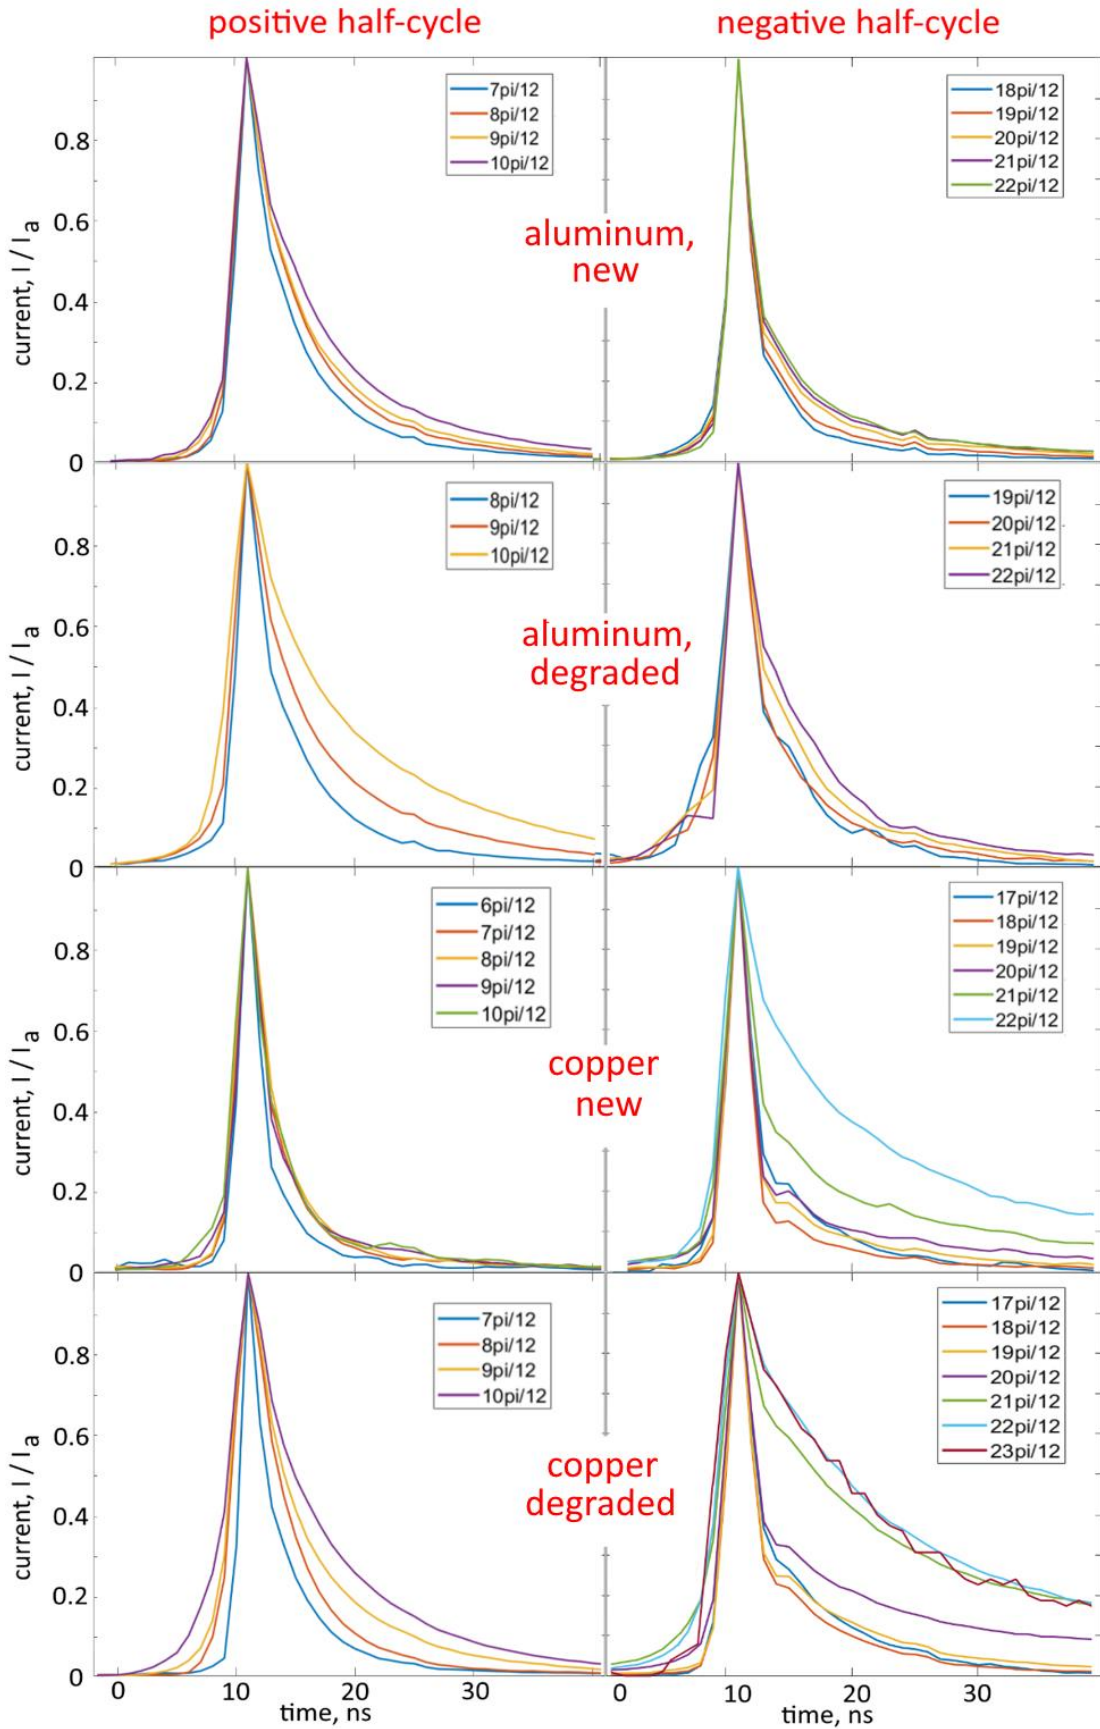 positive half-cycle
negative half-cycle
current, I / Ia
0.8
0.6
0.4
0.2
0
7pi/12
8pi/12
9pi/12
10pi/12
aluminum,
new
18pi/12
19pi/12
20pi/12
21pi/12
22pi/12
current, I / Ia
0.8
0.6
0.4
0.2
0
8pi/12
9pi/12
10pi/12
aluminum,
degraded
19pi/12
20pi/12
21pi/12
22pi/12
current, I / Ia
0.8
0.6
0.4
0.2
0
6pi/12
7pi/12
8pi/12
9pi/12
10pi/12
copper
new
17pi/12
18pi/12
19pi/12
20pi/12
21pi/12
22pi/12
current, I / Ia
0.8
0.6
0.4
0.2
0
7pi/12
8pi/12
9pi/12
10pi/12
copper
degraded
17pi/12
18pi/12
19pi/12
20pi/12
21pi/12
22pi/12
23pi/12
0 10 20 30
0 10 20 30
time, ns
time, ns